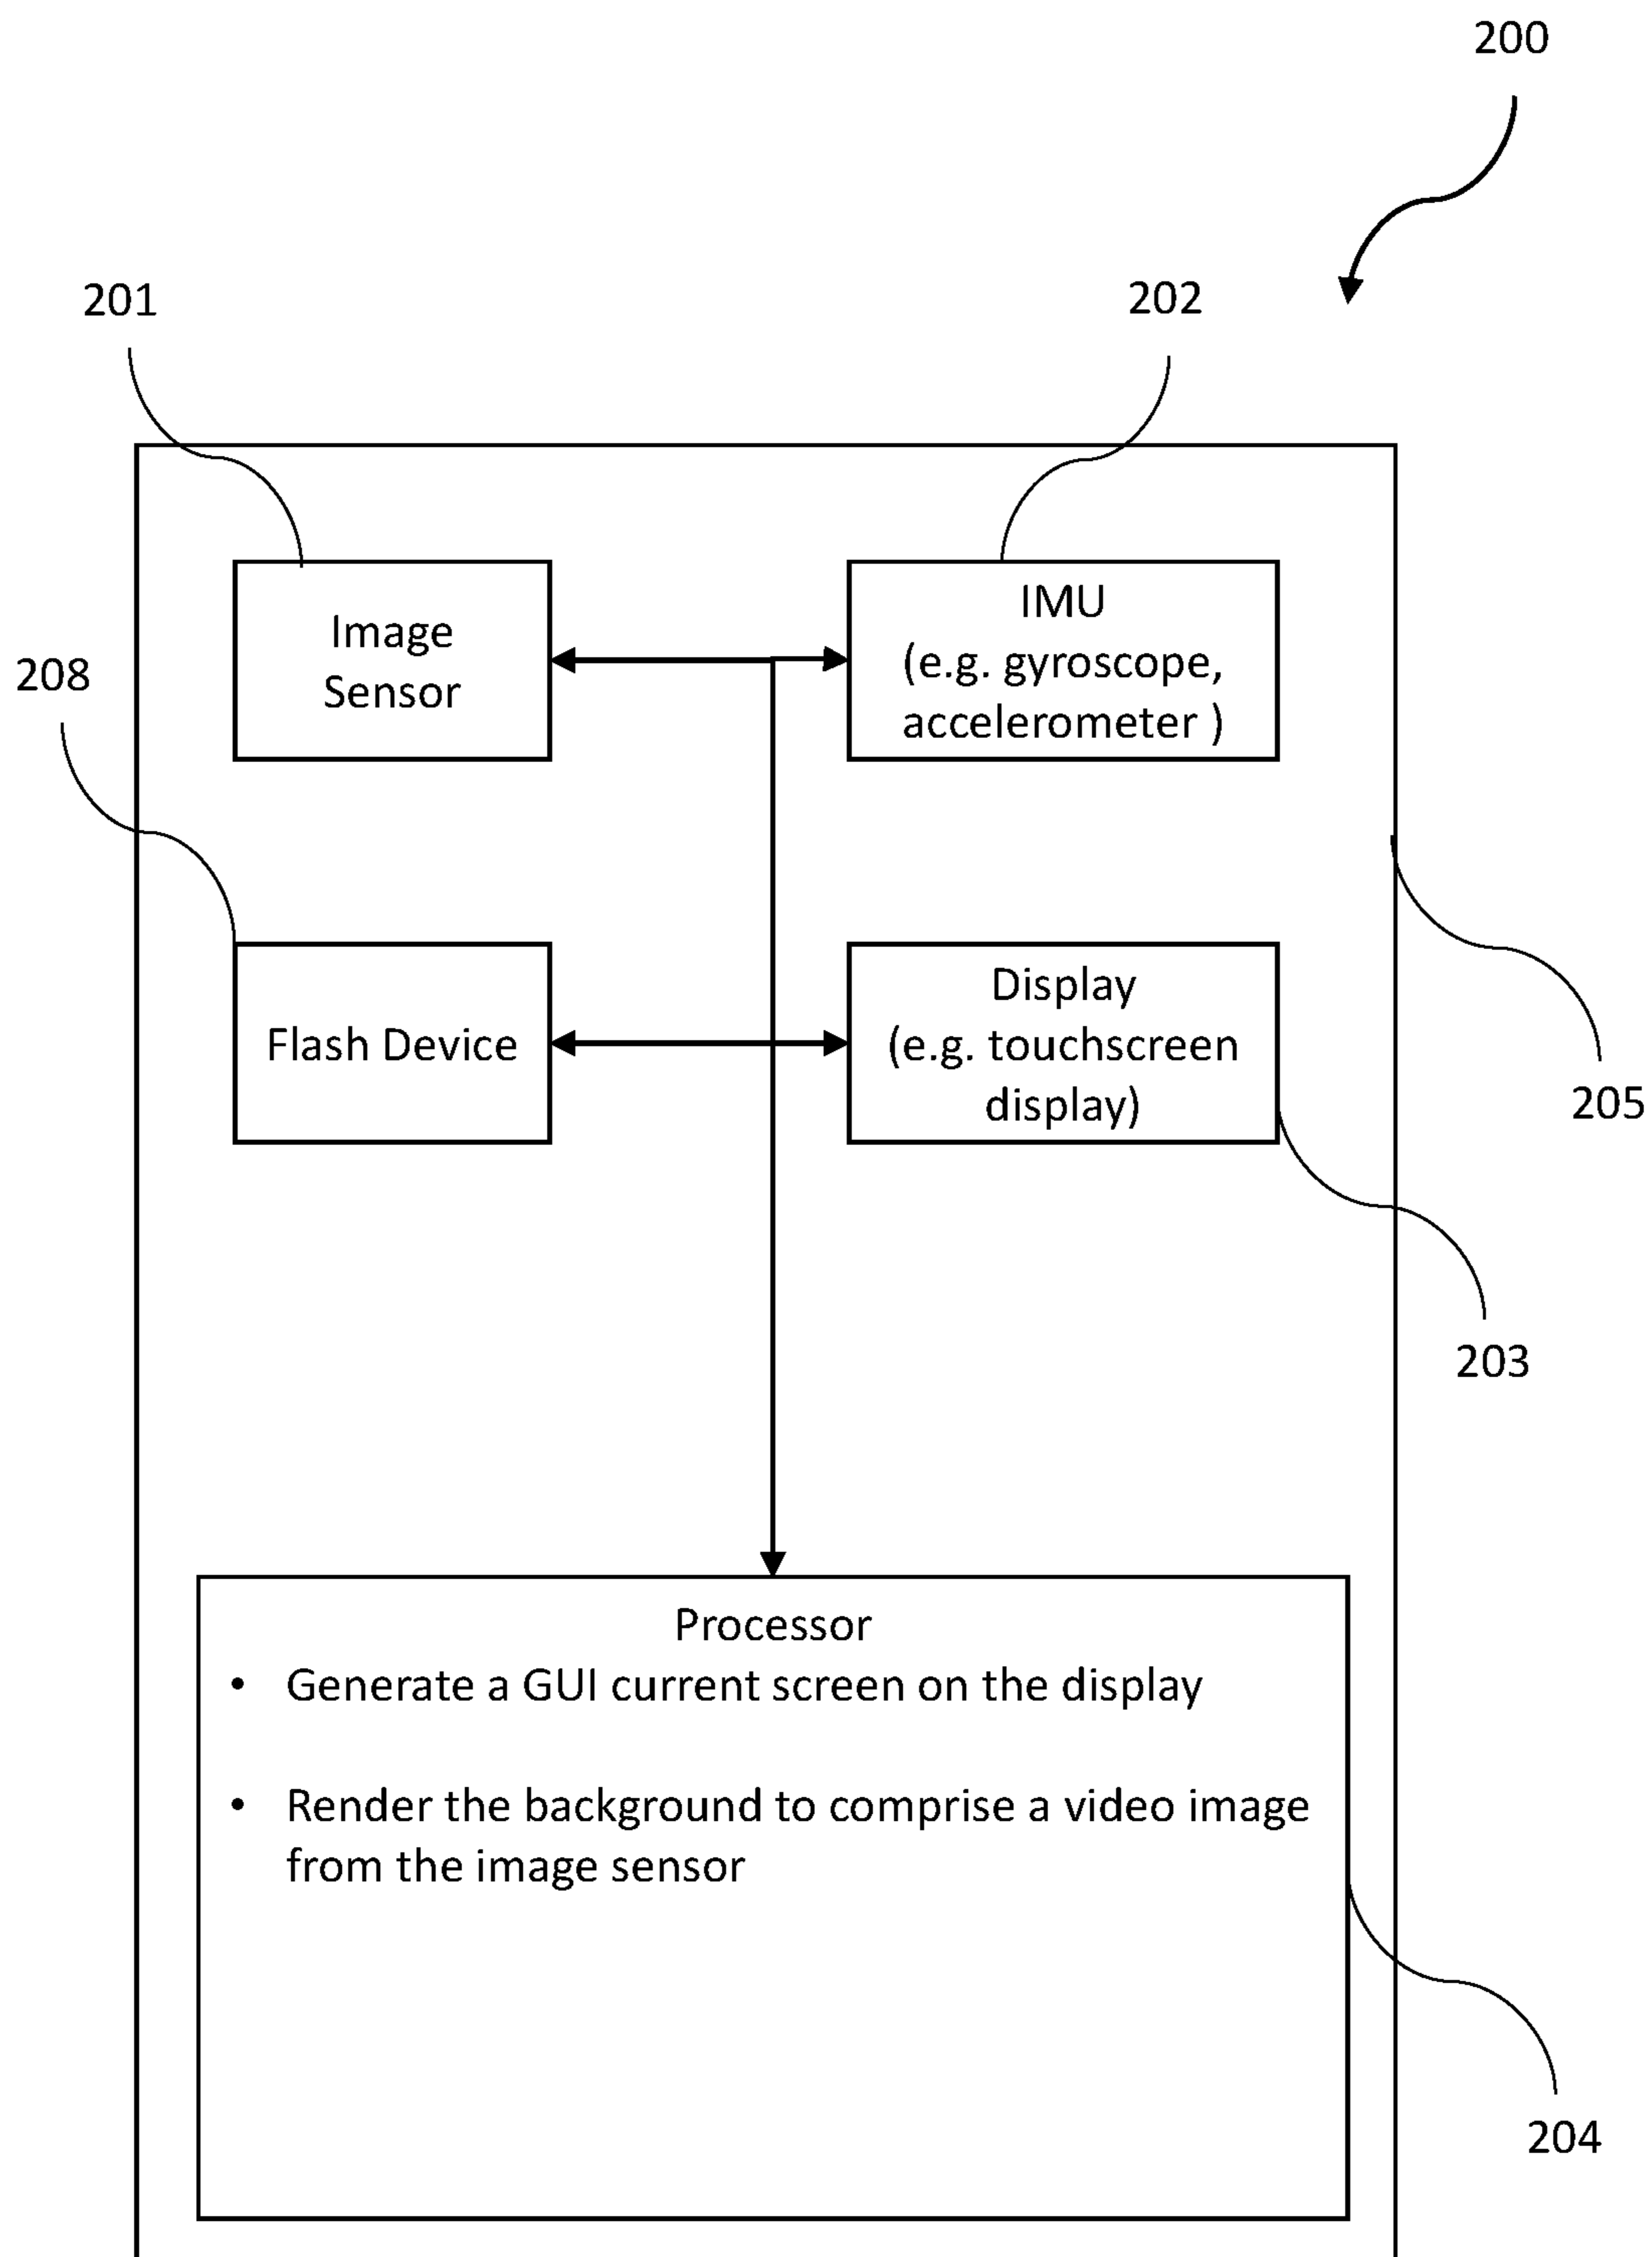 200
201
202
Image
Sensor
IMU
(e.g. gyroscope,
accelerometer )
208
Flash Device
Display
(e.g. touchscreen
display)
205
203
Processor
• Generate a GUI current screen on the display
• Render the background to comprise a video image
from the image sensor
204